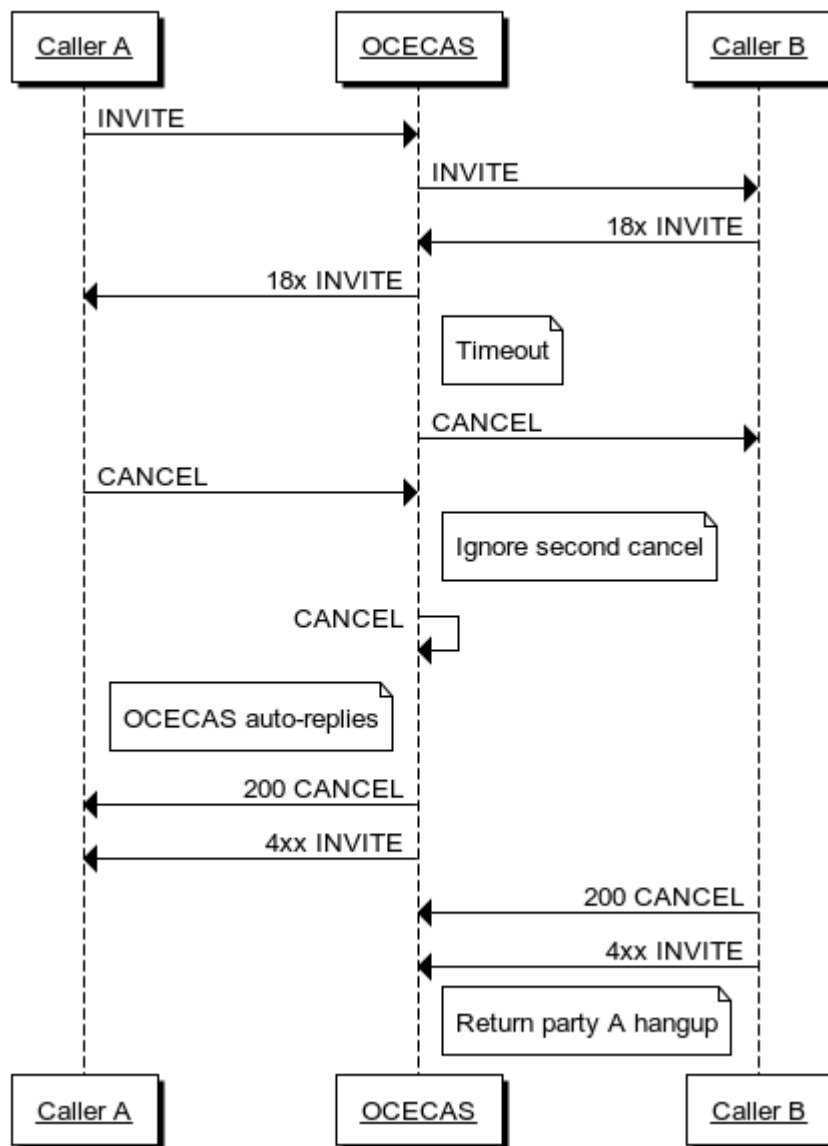 Caller A
OCECAS
Caller B
INVITE
INVITE
18x INVITE
18x INVITE
Timeout
CANCEL
CANCEL
Ignore second cancel
CANCEL
OCECAS auto-replies
200 CANCEL
4xx INVITE
200 CANCEL
4xx INVITE
Return party A hangup
Caller A
OCECAS
Caller B